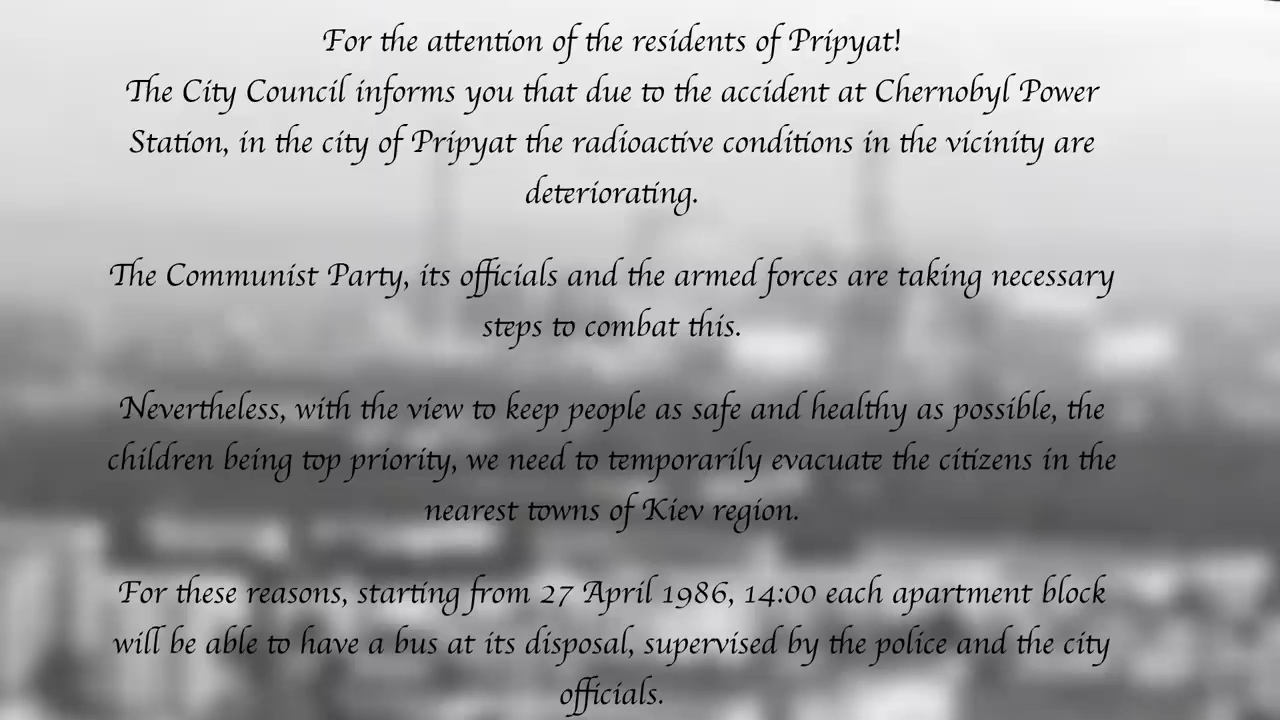 For the attention of the residents of Pripyat!
The City Council informs you that due to the accident at Chernobyl Power
Station, in the city of Pripyat the radioactive conditions in the vicinity are
deteriorating.
The Communist Party, its officials and the armed forces are taking necessary
steps to combat this.
Nevertheless, with the view to keep people as safe and healthy as possible, the
children being top priority, we need to temporarily evacuate the citizens in the
nearest towns of Kiev region.
For these reasons, starting from 27 April 1986, 14:00 each apartment block
will be able to have a bus at its disposal, supervised by the police and the city
officials.